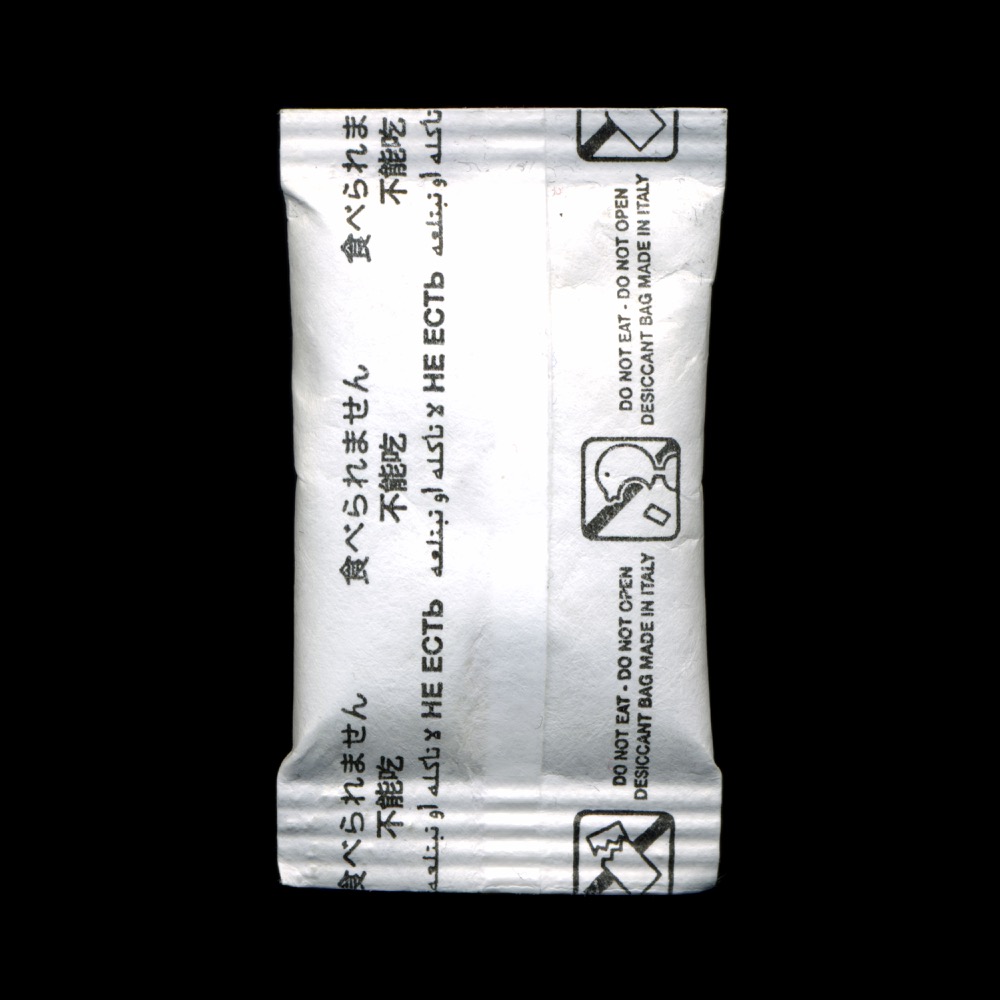 食べられません 食べられません 食べられま
不能吃 不能吃 不能吃
لا تاكله او تبتلعه НЕ ЕСТЬ لا تاكله او تبتلعه НЕ ЕСТЬ تاكله او تبتلعه
DO NOT EAT - DO NOT OPEN
DESICCANT BAG MADE IN ITALY
DO NOT EAT - DO NOT OPEN
DESICCANT BAG MADE IN ITALY